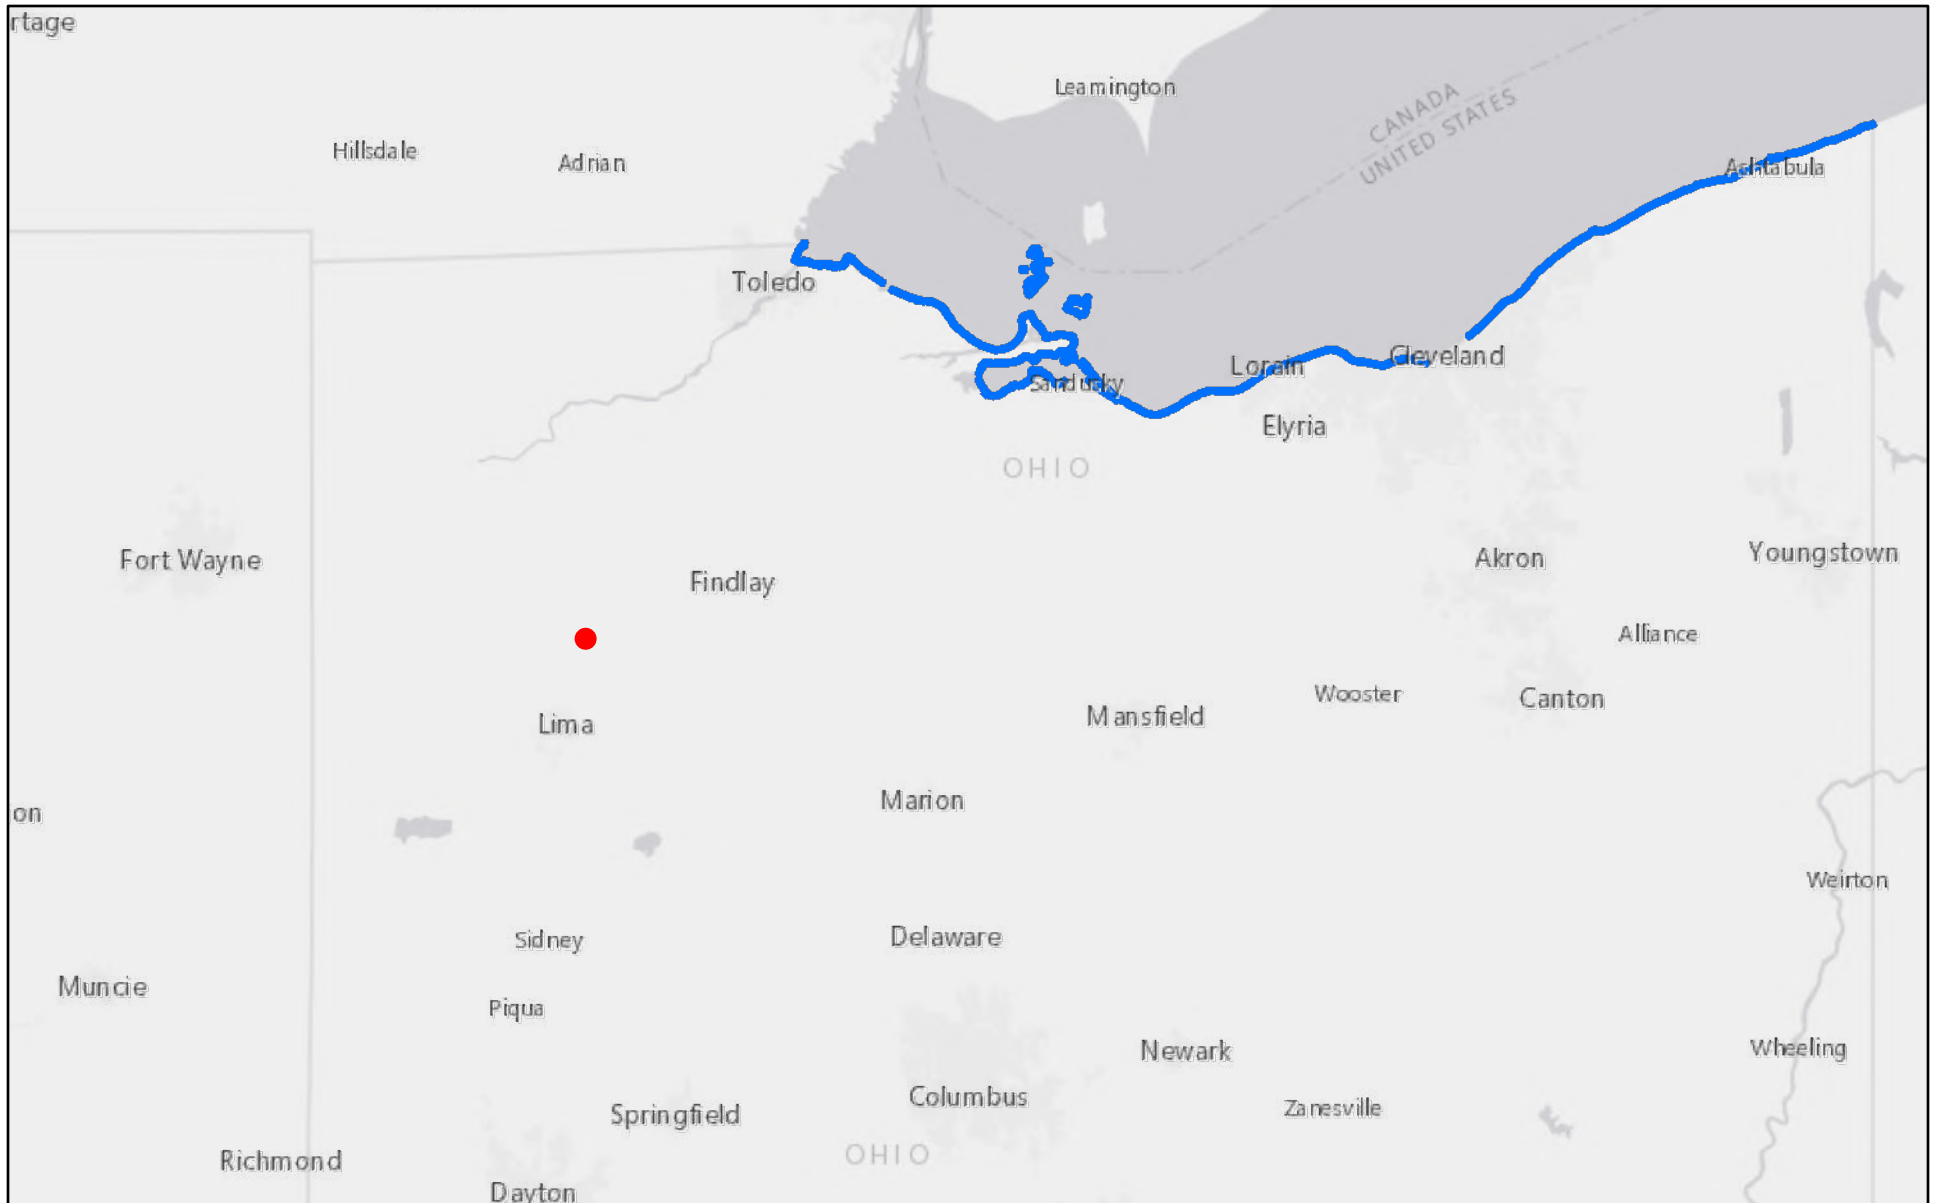 rtage
Leamington
CANADA
UNITED STATES
Hillsdale
Adrian
Ashtabula
Toledo
Cleveland
Lorain
Sandusky
Elyria
OHIO
Fort Wayne
Findlay
Akron
Youngstown
Alliance
Lima
Mansfield
Wooster
Canton
Marion
on
Weirton
Sidney
Delaware
Muncie
Piqua
Newark
Wheeling
Springfield
Columbus
Zanesville
Richmond
OHIO
Dayton